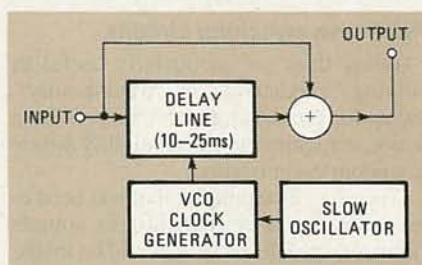 OUTPUT
INPUT
DELAY
LINE
(10–25ms)
+
VCO
CLOCK
GENERATOR
SLOW
OSCILLATOR